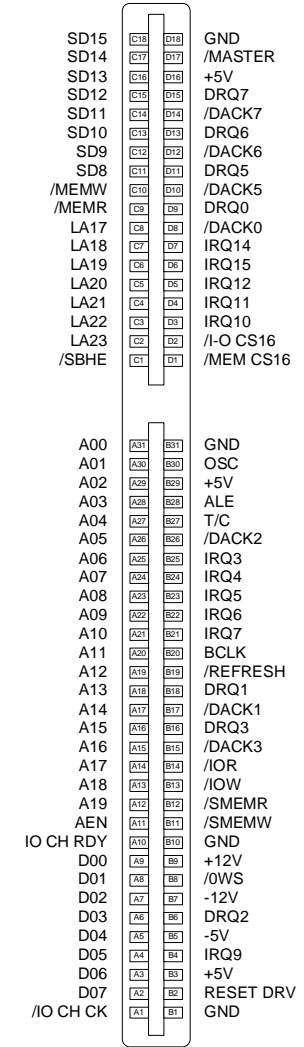 SD15 C18 D18 GND
SD14 C17 D17 /MASTER
SD13 C16 D16 +5V
SD12 C15 D15 DRQ7
SD11 C14 D14 /DACK7
SD10 C13 D13 DRQ6
SD9 C12 D12 /DACK6
SD8 C11 D11 DRQ5
/MEMW C10 D10 /DACK5
/MEMR C9 D9 DRQ0
LA17 C8 D8 /DACK0
LA18 C7 D7 IRQ14
LA19 C6 D6 IRQ15
LA20 C5 D5 IRQ12
LA21 C4 D4 IRQ11
LA22 C3 D3 IRQ10
LA23 C2 D2 /I-O CS16
/SBHE C1 D1 /MEM CS16
A00 A31 B31 GND
A01 A30 B30 OSC
A02 A29 B29 +5V
A03 A28 B28 ALE
A04 A27 B27 T/C
A05 A26 B26 /DACK2
A06 A25 B25 IRQ3
A07 A24 B24 IRQ4
A08 A23 B23 IRQ5
A09 A22 B22 IRQ6
A10 A21 B21 IRQ7
A11 A20 B20 BCLK
A12 A19 B19 /REFRESH
A13 A18 B18 DRQ1
A14 A17 B17 /DACK1
A15 A16 B16 DRQ3
A16 A15 B15 /DACK3
A17 A14 B14 /IOR
A18 A13 B13 /IOW
A19 A12 B12 /SMEMR
AEN A11 B11 /SMEMW
IO CH RDY A10 B10 GND
D00 A9 B9 +12V
D01 A8 B8 /0WS
D02 A7 B7 -12V
D03 A6 B6 DRQ2
D04 A5 B5 -5V
D05 A4 B4 IRQ9
D06 A3 B3 +5V
D07 A2 B2 RESET DRV
/IO CH CK A1 B1 GND